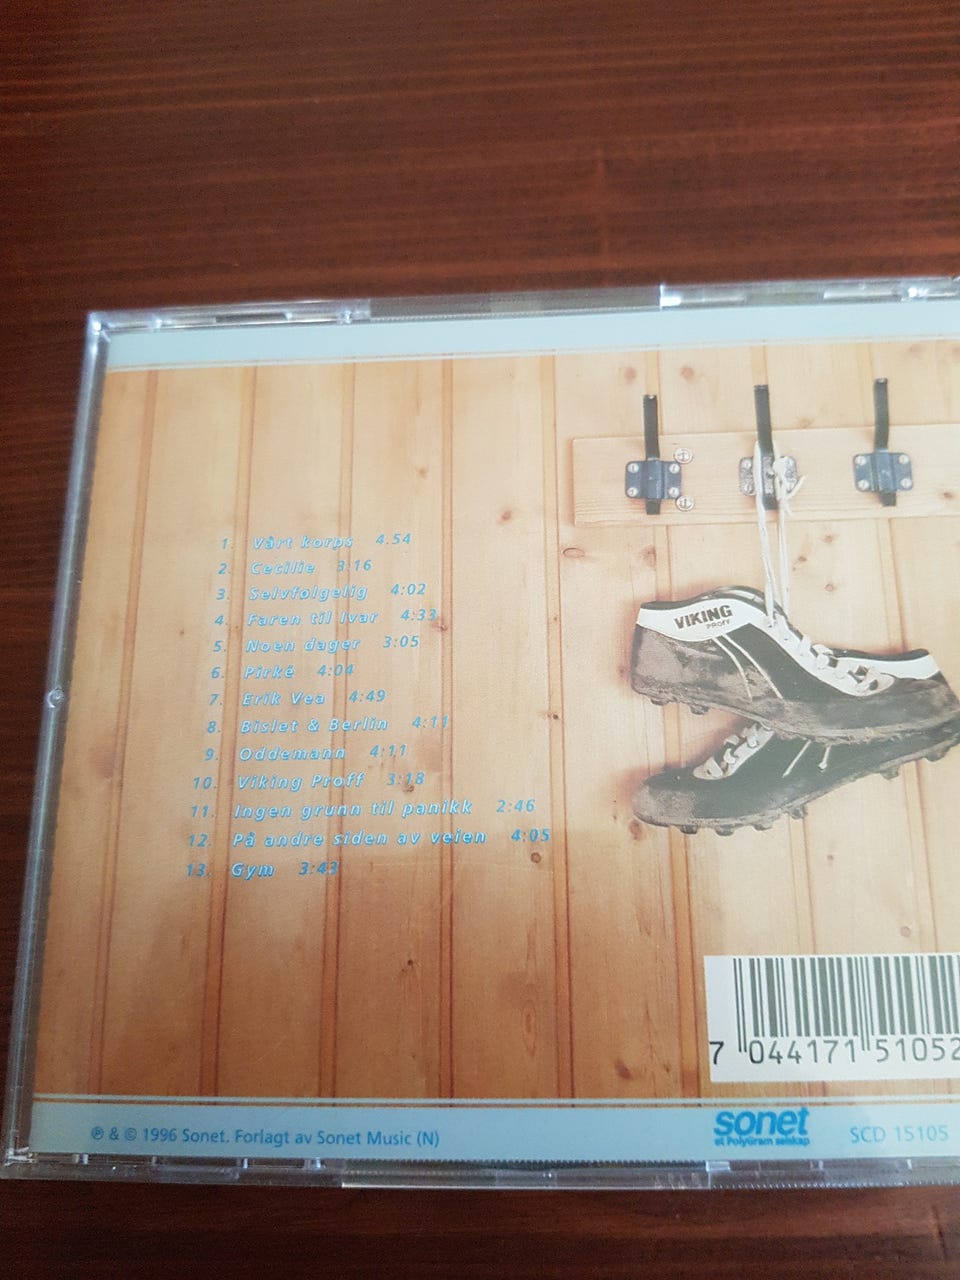 1. Vårt korps 4.54
2. Cecilie 3:16
3. Selvfølgelig 4:02
4. Faren til Ivar 4:33
5. Noen dager 3:05
6. Pirké 4:04
7. Erik Vea 4:49
8. Bislet & Berlin 4:11
9. Oddemann 4:11
10. Viking Proff 3:18
11. Ingen grunn til panikk 2:46
12. På andre siden av veien 4:05
13. Gym 3:43
VIKING
PROFF
7 044171 51052
℗ & © 1996 Sonet. Forlagt av Sonet Music (N)
sonet
et PolyGram selskap
SCD 15105